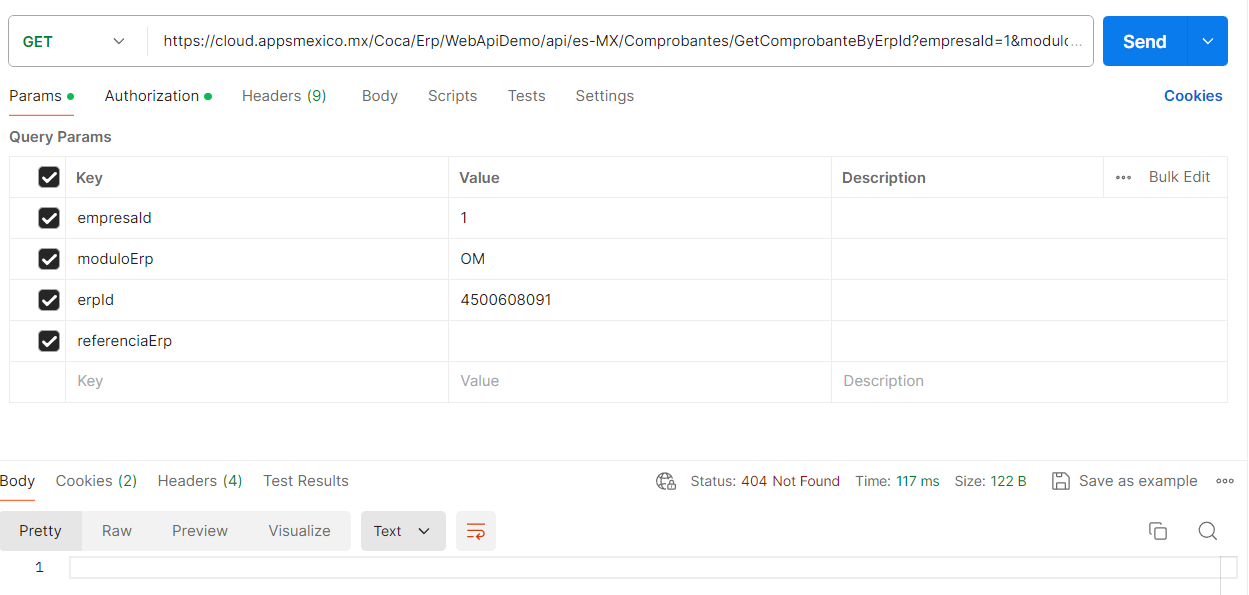 GET https://cloud.appsmexico.mx/Coca/Erp/WebApiDemo/api/es-MX/Comprobantes/GetComprobanteByErpId?empresaId=1&modulo... Send
Params Authorization Headers (9) Body Scripts Tests Settings Cookies
Query Params
Key Value Description Bulk Edit
empresaId 1
moduloErp OM
erpId 4500608091
referenciaErp
Key Value Description
Body Cookies (2) Headers (4) Test Results Status: 404 Not Found Time: 117 ms Size: 122 B Save as example
Pretty Raw Preview Visualize Text
1